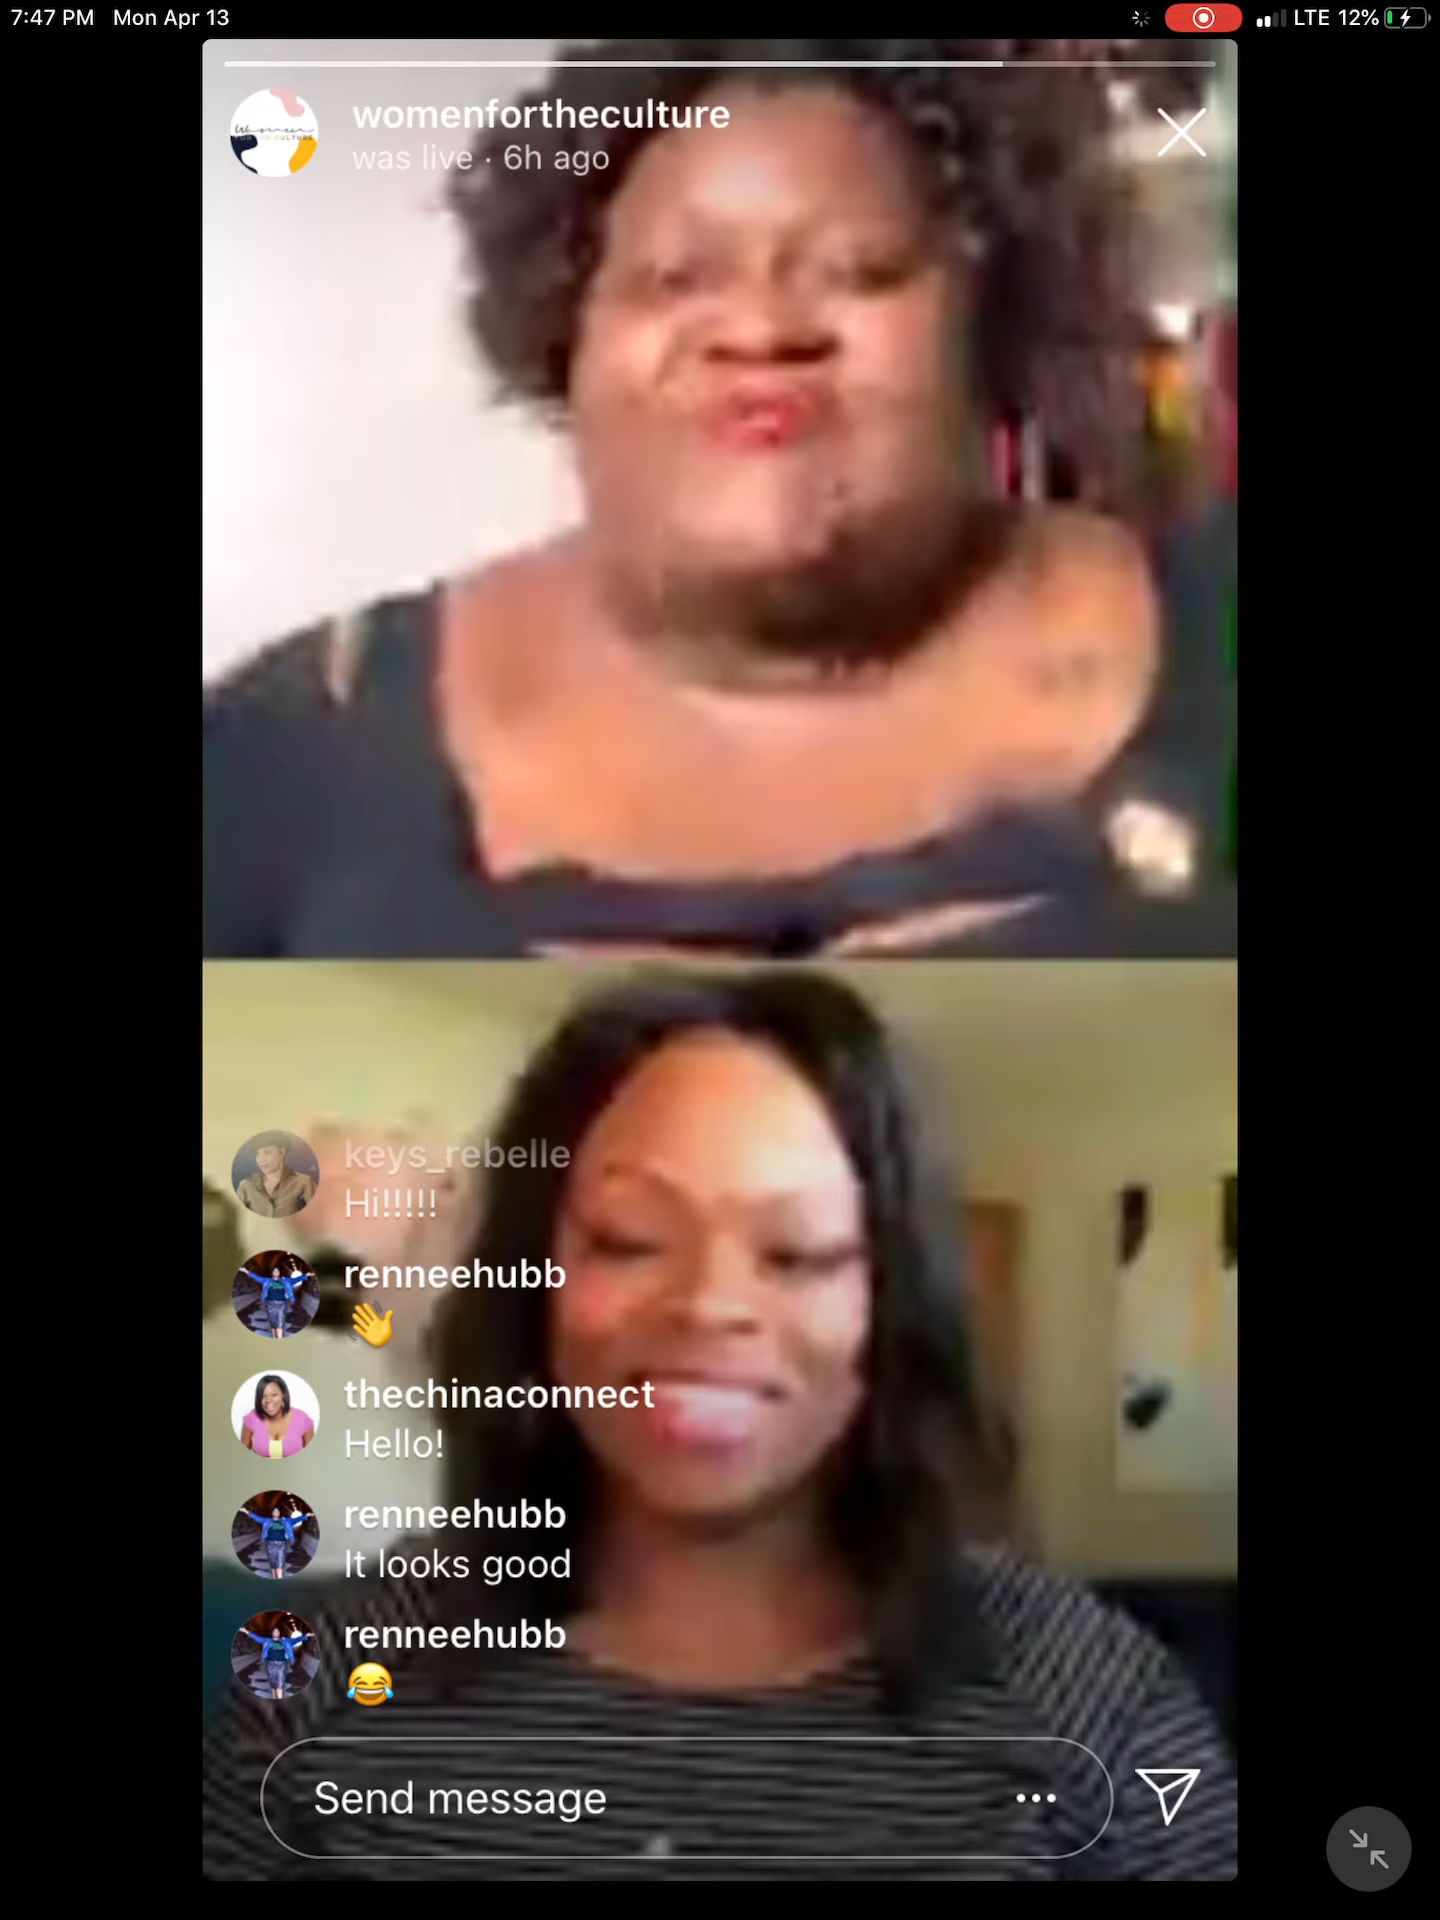 7:47 PM Mon Apr 13
LTE 12%
womenfortheculture
was live · 6h ago
keys_rebelle
Hi!!!!!
renneehubb
👋
thechinaconnect
Hello!
renneehubb
It looks good
renneehubb
😂
Send message